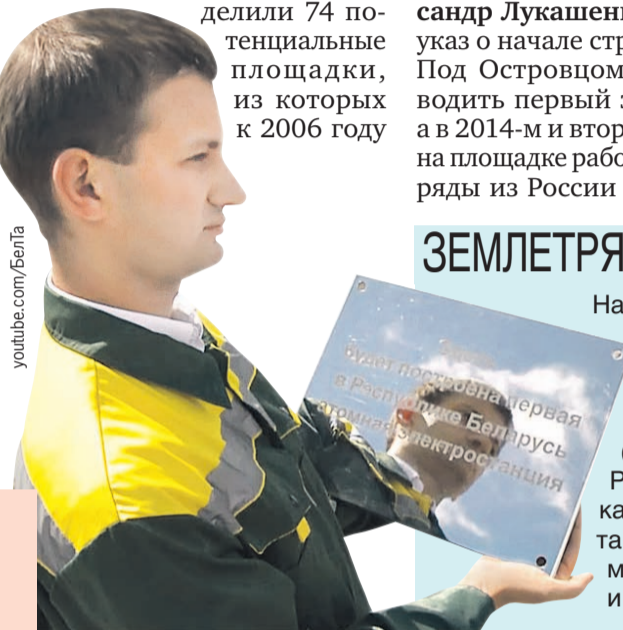 делили 74 по-
тенциальные
площадки,
из которых
к 2006 году
сандр Лукашен
указ о начале стр
Под Островцом
водить первый
а в 2014-м и втор
на площадке рабо
ряды из России
youtube.com/БелТа
ЗЕМЛЕТРЯ
На
будет построена первая
в Республике Беларусь
атомная электростанция
Р
ка
та
м
и